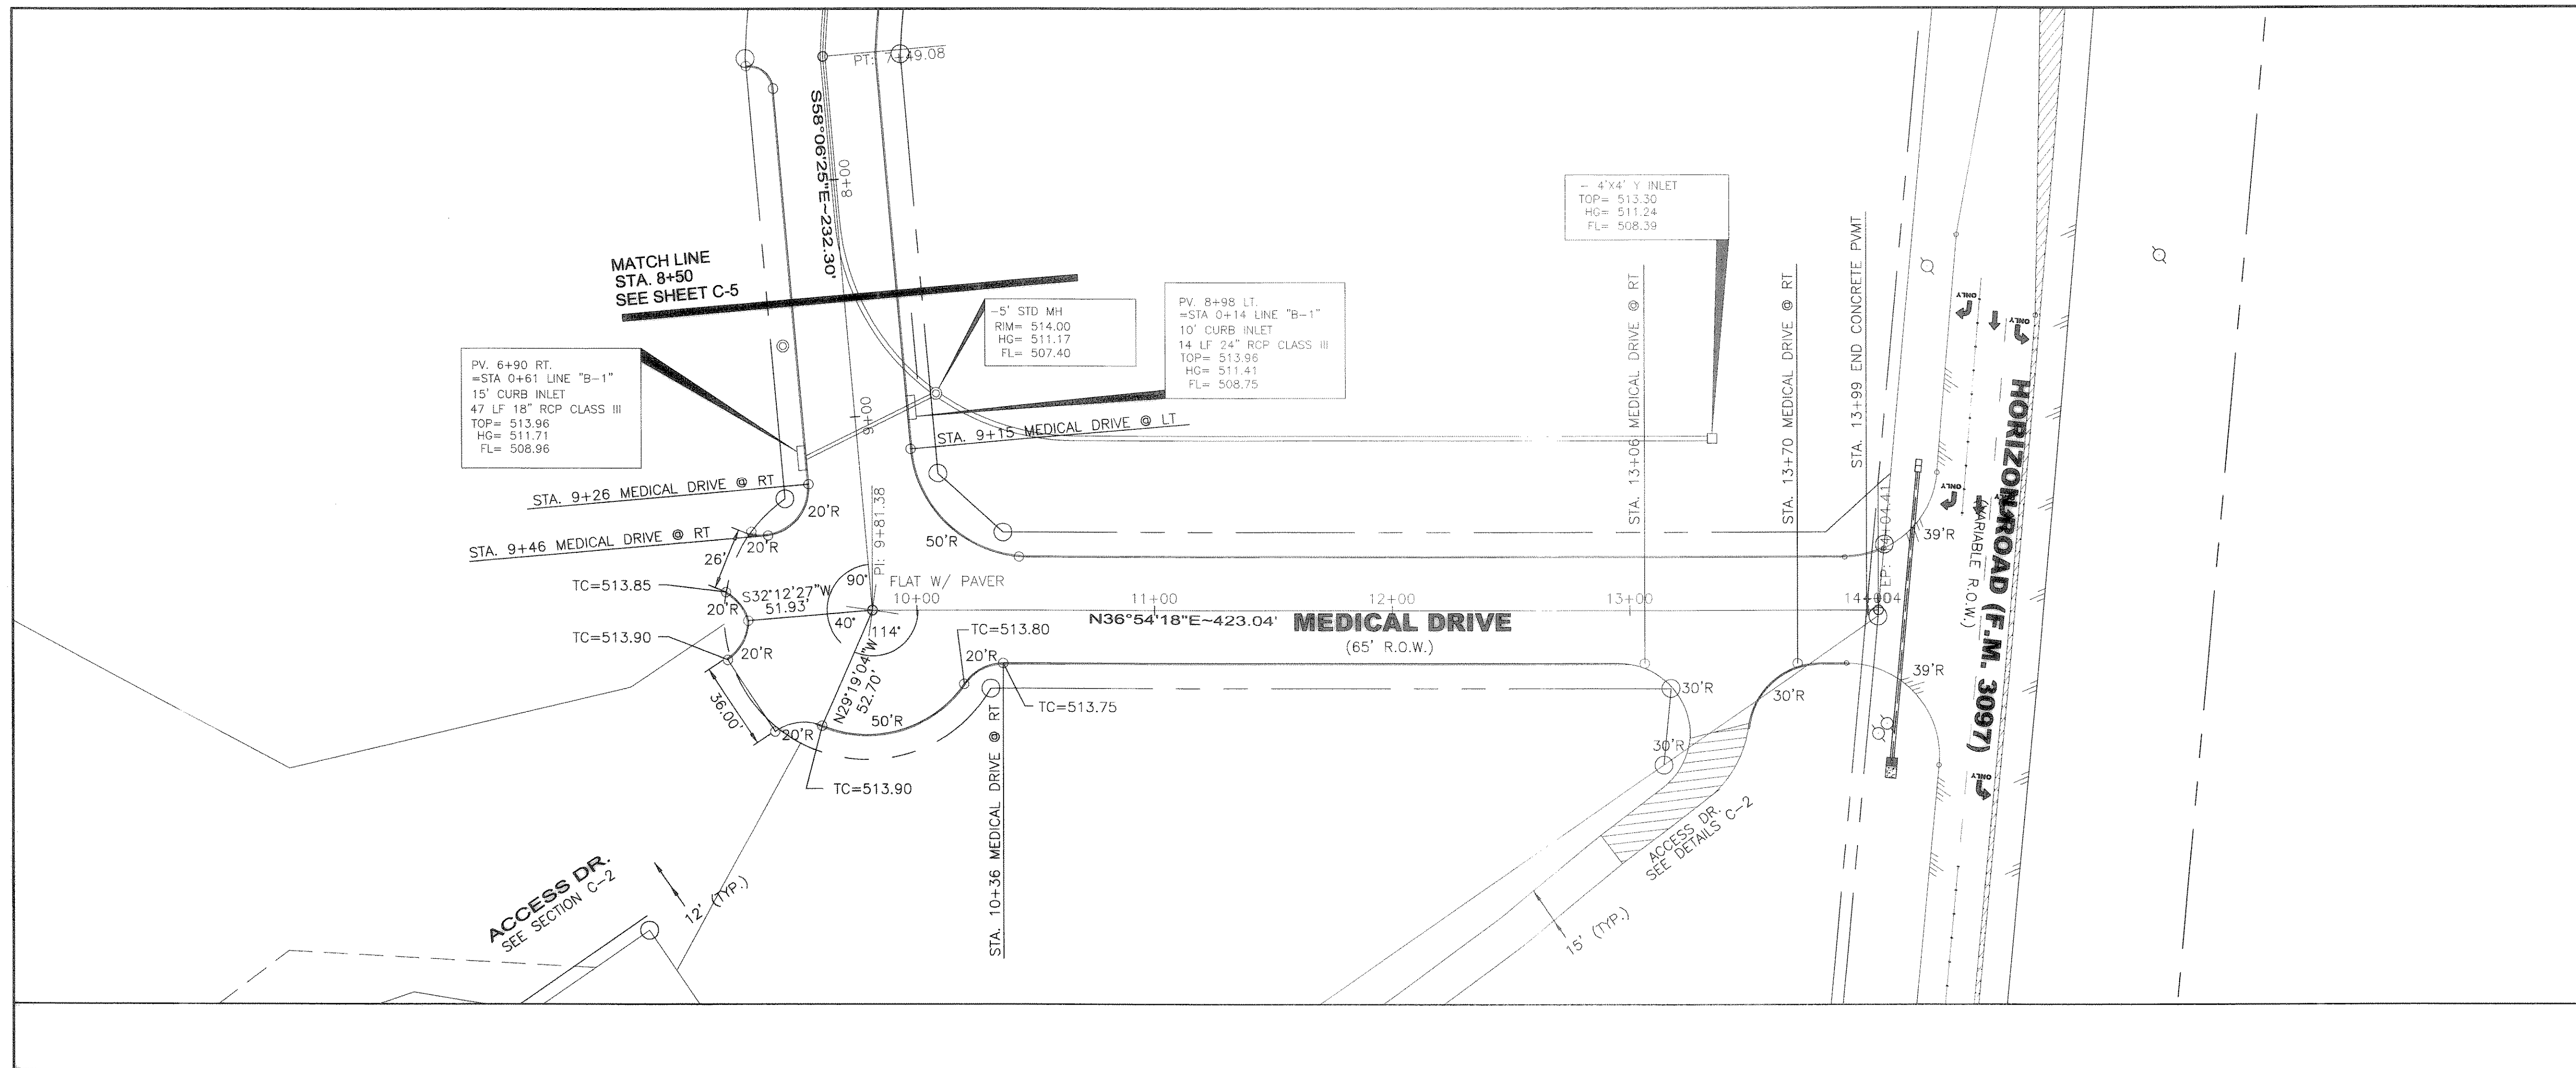 PT: 7+49.08
S58°06'25"E~232.30'
8+00
MATCH LINE
STA. 8+50
SEE SHEET C-5
- 4'X4' Y INLET
TOP= 513.30
HG= 511.24
FL= 508.39
-5' STD MH
RIM= 514.00
HG= 511.17
FL= 507.40
PV. 8+98 LT.
=STA 0+14 LINE "B-1"
10' CURB INLET
14 LF 24" RCP CLASS III
TOP= 513.96
HG= 511.41
FL= 508.75
PV. 6+90 RT.
=STA 0+61 LINE "B-1"
15' CURB INLET
47 LF 18" RCP CLASS III
TOP= 513.96
HG= 511.71
FL= 508.96
9+00
STA. 9+15 MEDICAL DRIVE @ LT
STA. 9+26 MEDICAL DRIVE @ RT
20'R
STA. 9+46 MEDICAL DRIVE @ RT
20'R
26'
50'R
PI: 9+81.38
TC=513.85
S32°12'27"W
51.93'
20'R
90°
FLAT W/ PAVER
40°
114°
TC=513.90
20'R
36.00'
20'R
N29°19'04"W
52.70'
50'R
TC=513.90
TC=513.80
20'R
TC=513.75
STA. 10+36 MEDICAL DRIVE @ RT
10+00
11+00
12+00
13+00
N36°54'18"E~423.04'
MEDICAL DRIVE
(65' R.O.W.)
STA. 13+06 MEDICAL DRIVE @ RT
STA. 13+70 MEDICAL DRIVE @ RT
STA. 13+99 END CONCRETE PVMT
39'R
39'R
30'R
30'R
30'R
ONLY
ONLY
ONLY
ONLY
ONLY
HORIZON ROAD (F.M. 3097)
(VARIABLE R.O.W.)
ACCESS DR.
SEE DETAILS C-2
15' (TYP.)
ACCESS DR.
SEE SECTION C-2
12' (TYP.)